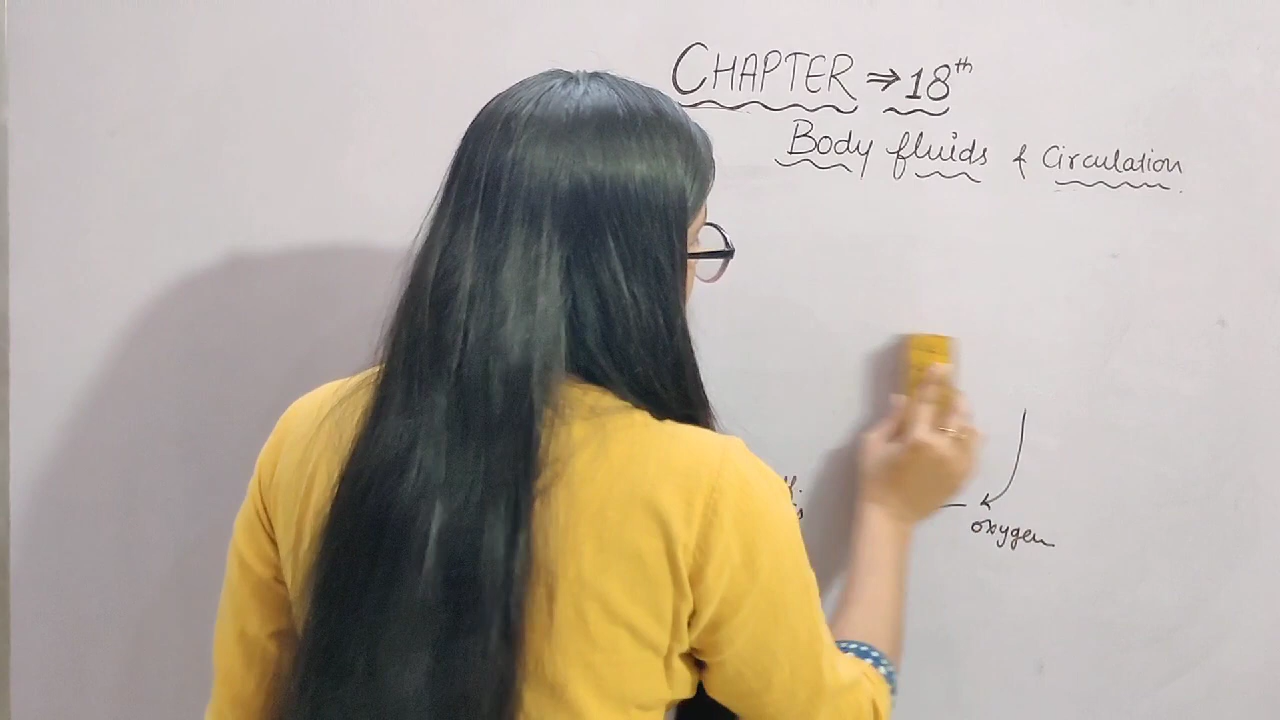 CHAPTER ⇒ 18th
Body fluids & Circulation
oxygen